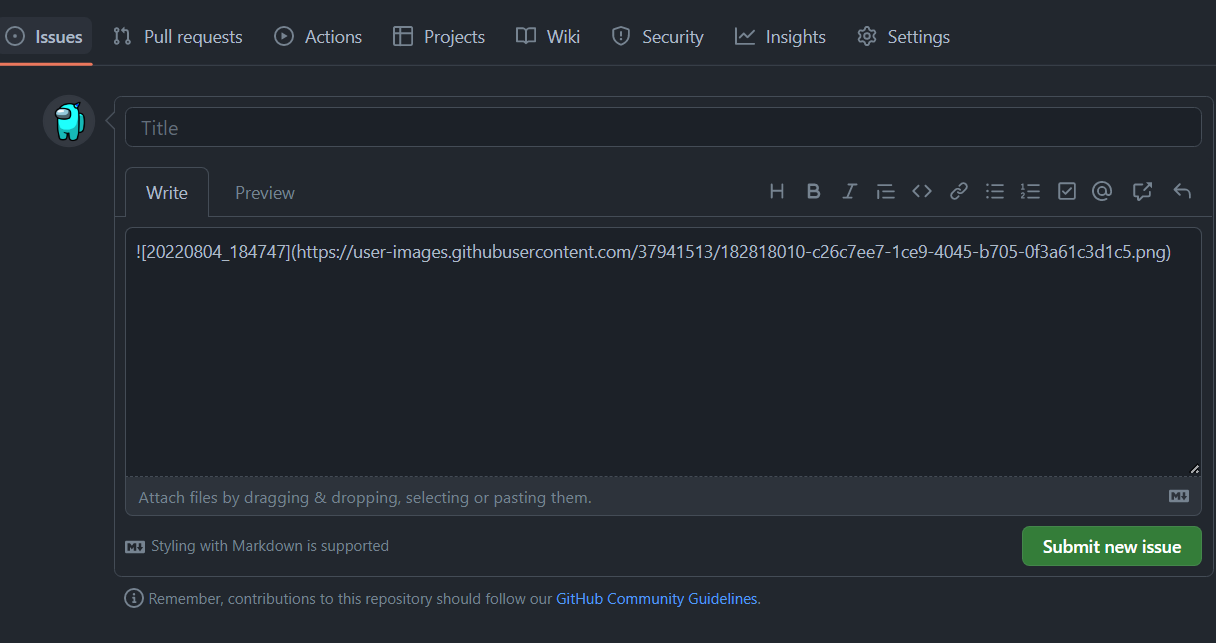 Issues Pull requests Actions Projects Wiki Security Insights Settings
Title
Write Preview
![20220804_184747](https://user-images.githubusercontent.com/37941513/182818010-c26c7ee7-1ce9-4045-b705-0f3a61c3d1c5.png)
Attach files by dragging & dropping, selecting or pasting them.
Styling with Markdown is supported
Submit new issue
Remember, contributions to this repository should follow our GitHub Community Guidelines.